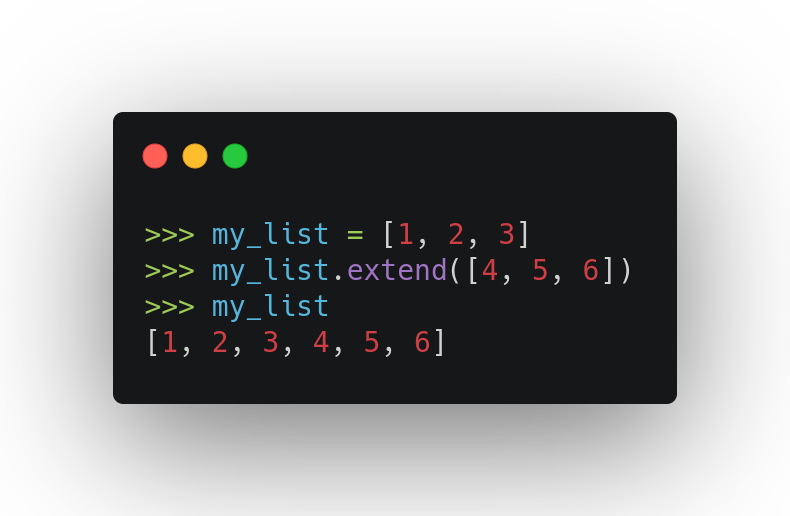 >>> my_list = [1, 2, 3]
>>> my_list.extend([4, 5, 6])
>>> my_list
[1, 2, 3, 4, 5, 6]